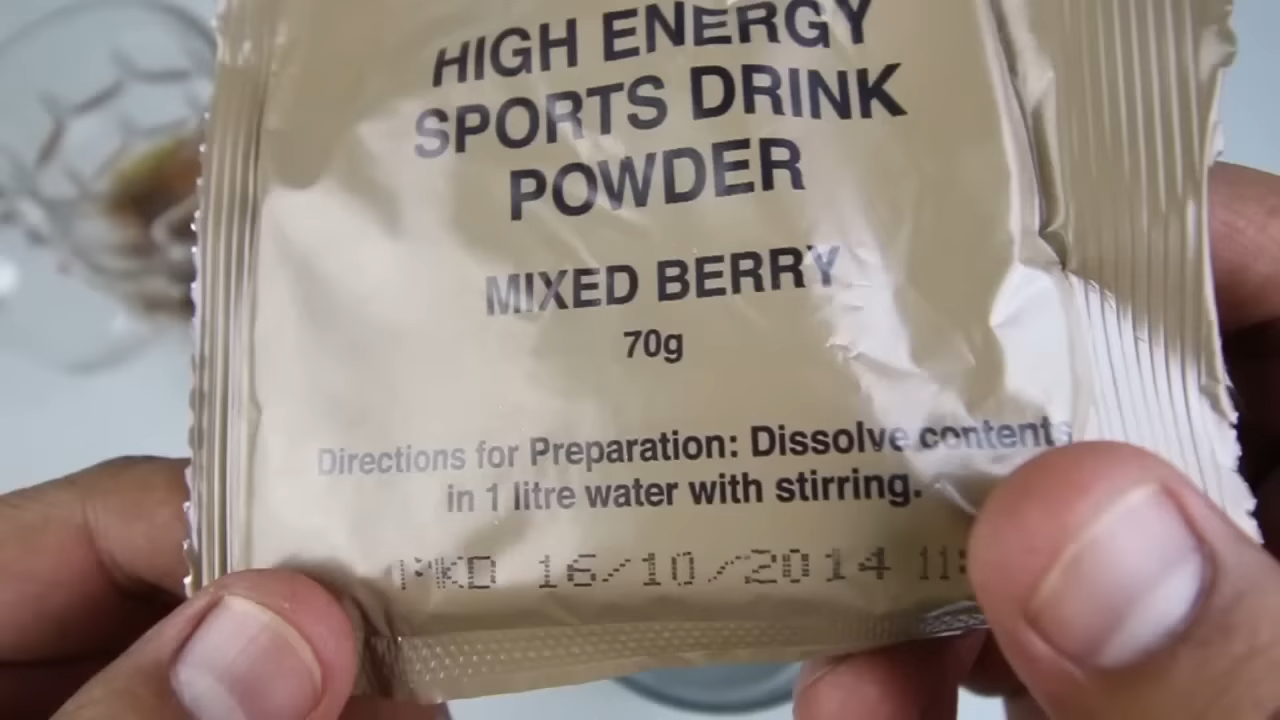 HIGH ENERGY
SPORTS DRINK
POWDER
MIXED BERRY
70g
Directions for Preparation: Dissolve contents
in 1 litre water with stirring.
PKD 16/10/2014 11: